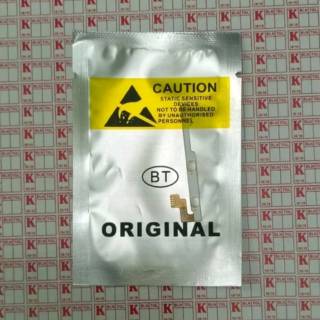 CAUTION
STATIC SENSITIVE
DEVICES
NOT TO BE HANDLED
BY UNAUTHORISED
PERSONNEL
BT
ORIGINAL